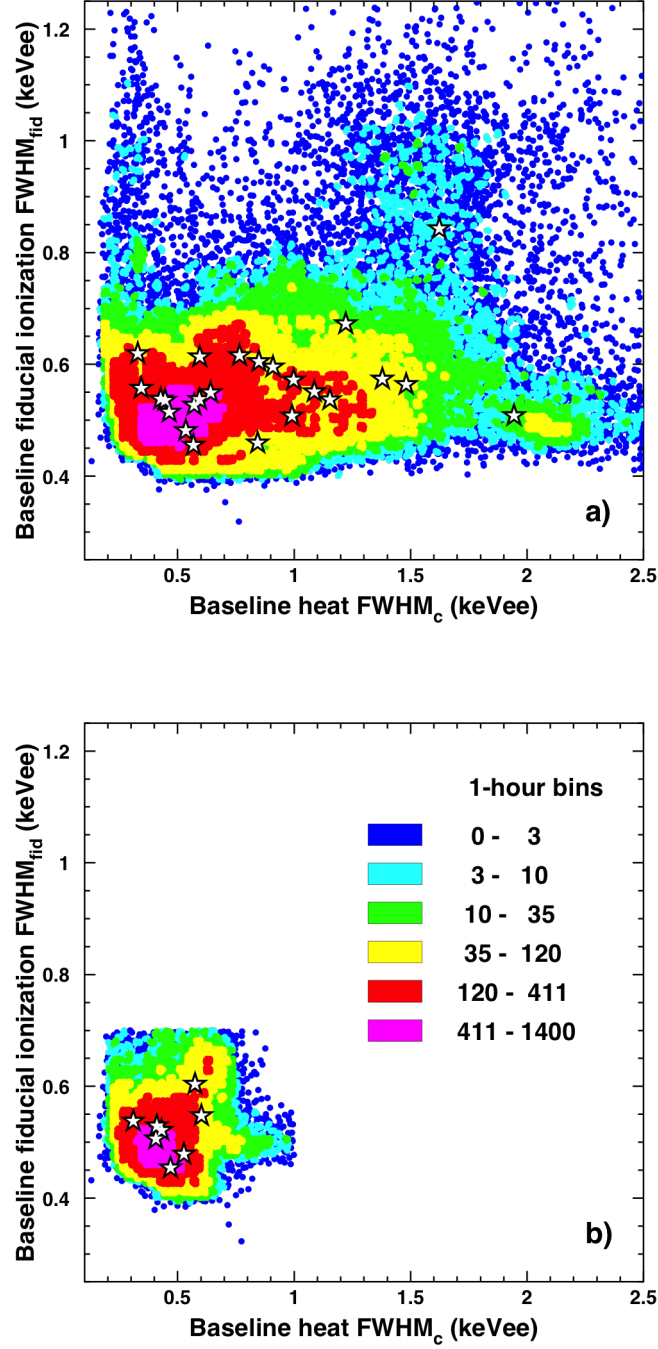 1.2
1
0.8
0.6
0.4
Baseline fiducial ionization FWHM_fid (keVee)
a)
0.5 1 1.5 2 2.5
Baseline heat FWHM_c (keVee)
1.2
1
0.8
0.6
0.4
Baseline fiducial ionization FWHM_fid (keVee)
1-hour bins
0 - 3
3 - 10
10 - 35
35 - 120
120 - 411
411 - 1400
b)
0.5 1 1.5 2 2.5
Baseline heat FWHM_c (keVee)